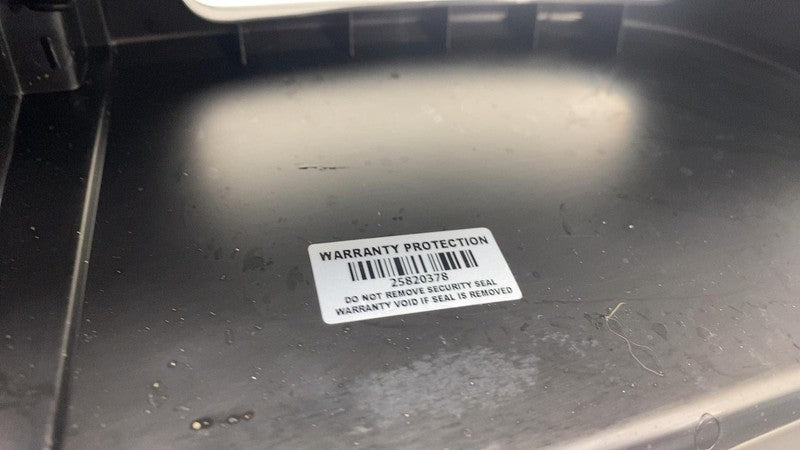 WARRANTY PROTECTION
25820378
DO NOT REMOVE SECURITY SEAL
WARRANTY VOID IF SEAL IS REMOVED